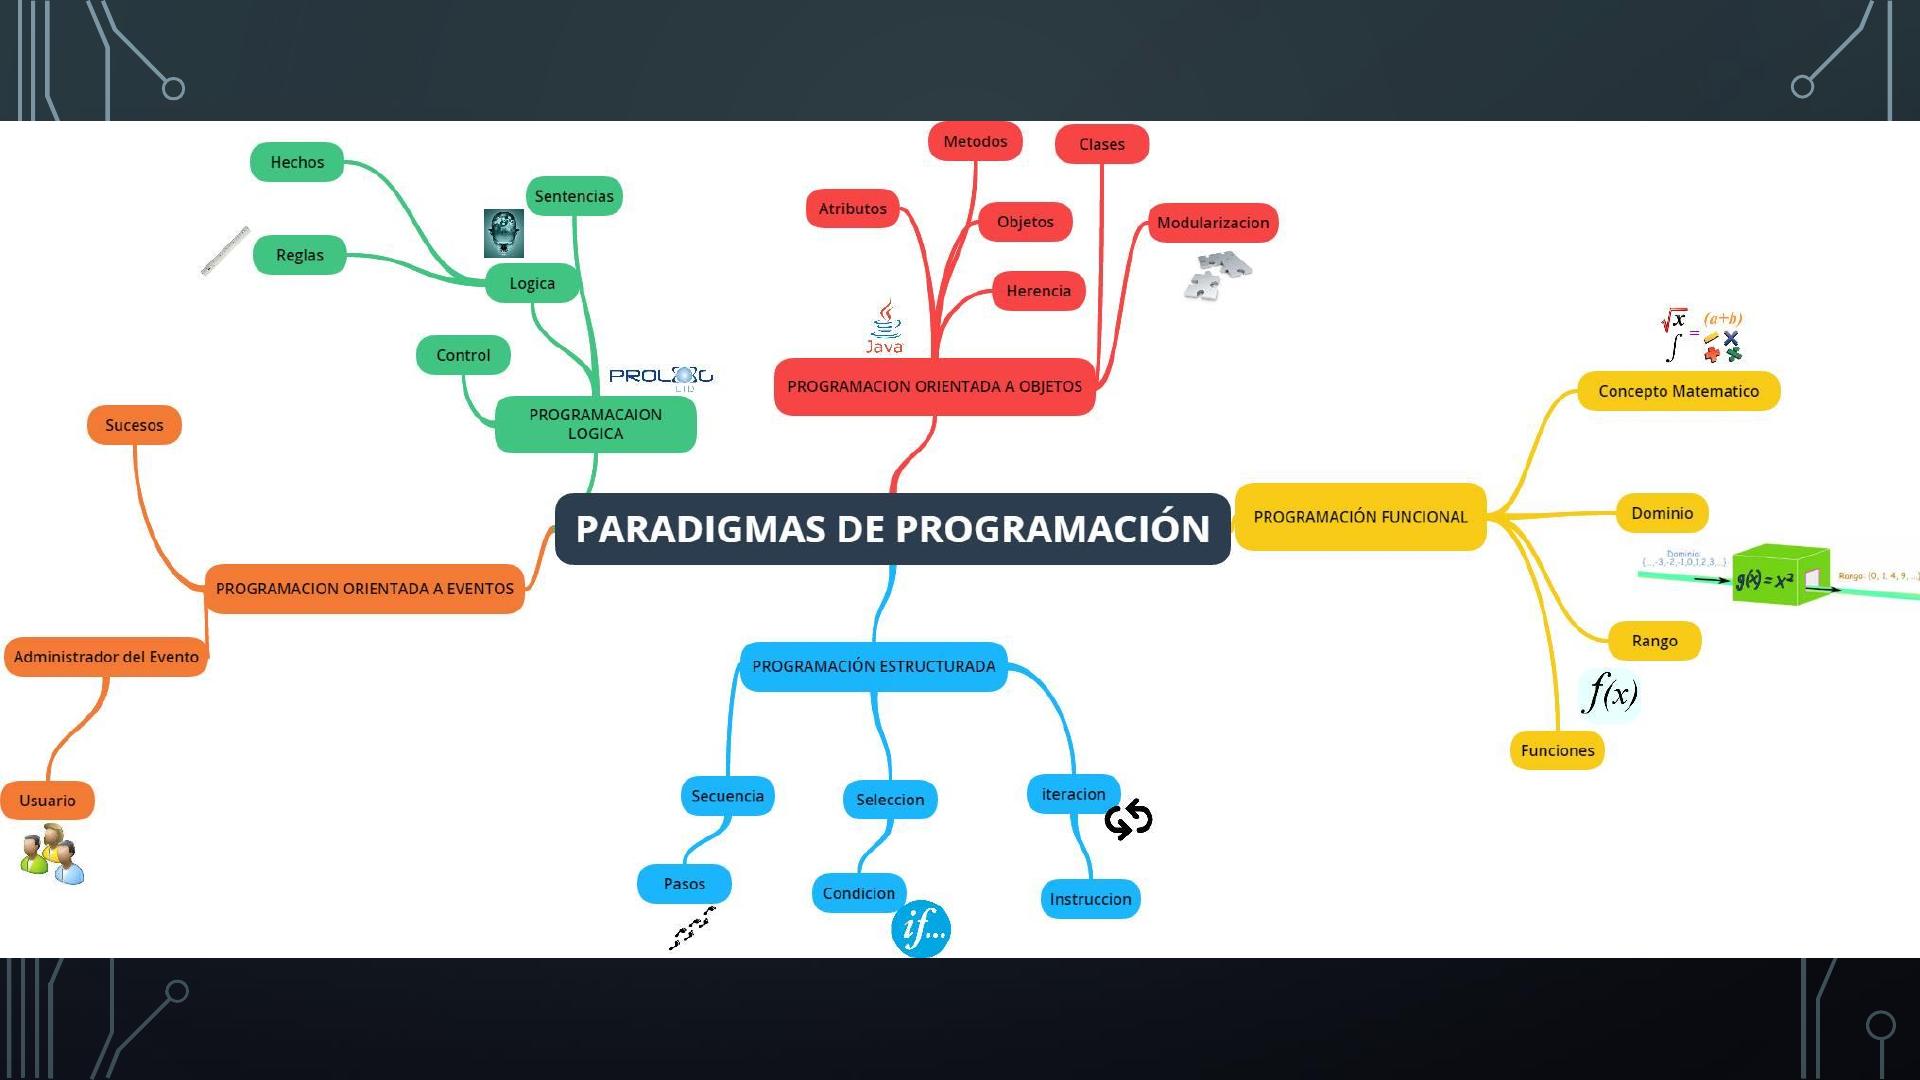 Metodos
Clases
Hechos
Sentencias
Atributos
Objetos
Modularizacion
Reglas
Logica
Herencia
Java
√x = (a+b)
∫
Control
PROLOG
LTD
PROGRAMACION ORIENTADA A OBJETOS
Concepto Matematico
PROGRAMACAION
LOGICA
Sucesos
PARADIGMAS DE PROGRAMACIÓN
PROGRAMACIÓN FUNCIONAL
Dominio
Dominio:
{...,-3,-2,-1,0,1,2,3,...}
g(x) = x²
Rango: {0, 1, 4, 9, ...}
PROGRAMACION ORIENTADA A EVENTOS
Administrador del Evento
PROGRAMACIÓN ESTRUCTURADA
Rango
f(x)
Funciones
Usuario
Secuencia
Seleccion
iteracion
Pasos
Condicion
Instruccion
if...